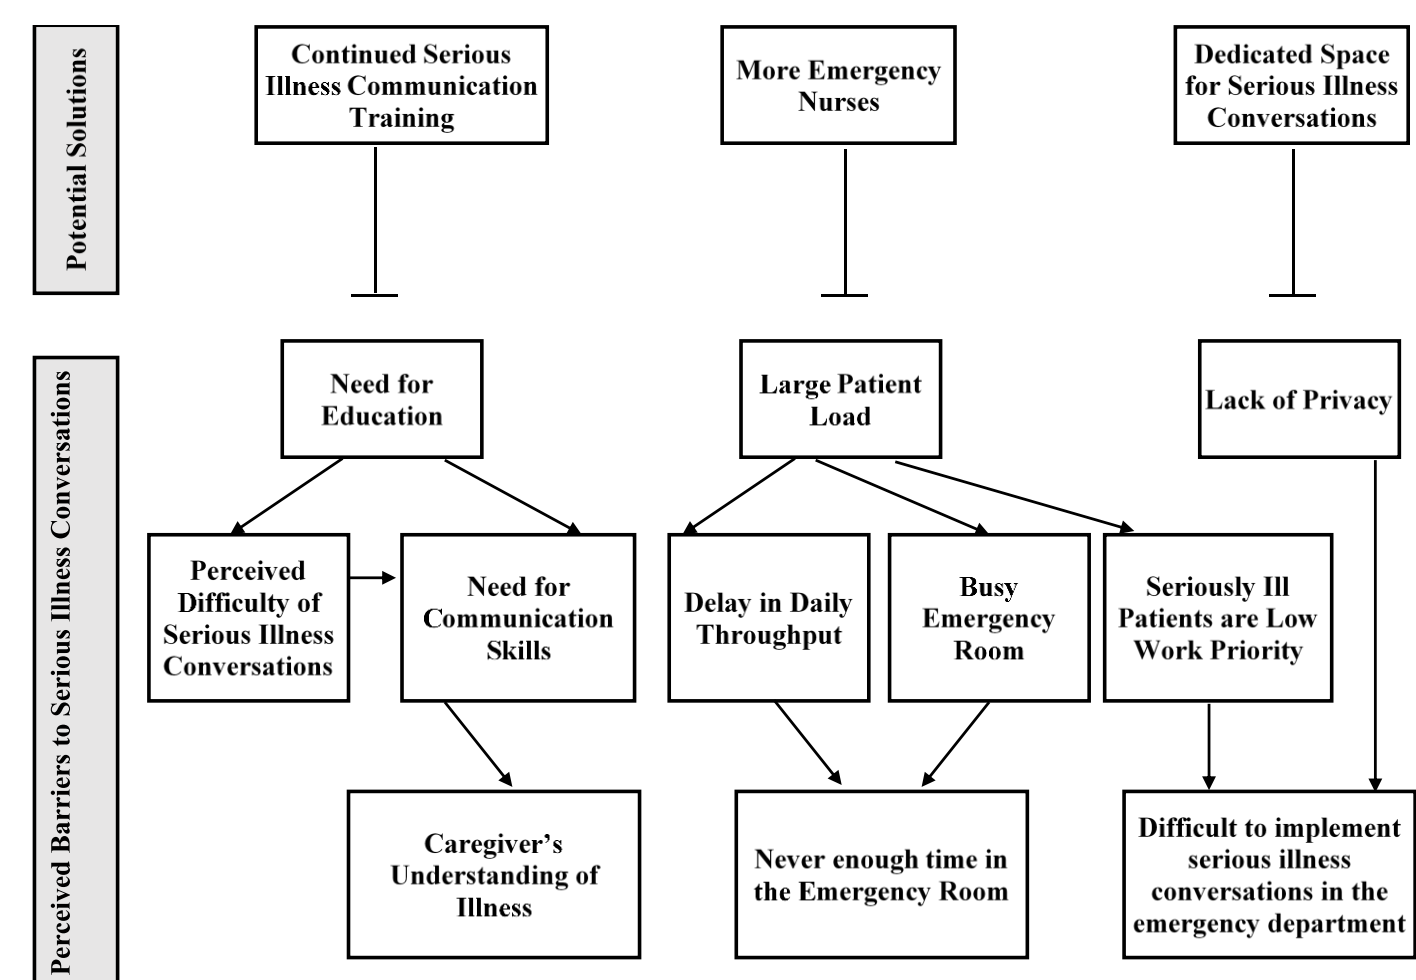 Potential Solutions
Continued Serious
Illness Communication
Training
More Emergency
Nurses
Dedicated Space
for Serious Illness
Conversations
Perceived Barriers to Serious Illness Conversations
Need for
Education
Large Patient
Load
Lack of Privacy
Perceived
Difficulty of
Serious Illness
Conversations
Need for
Communication
Skills
Delay in Daily
Throughput
Busy
Emergency
Room
Seriously Ill
Patients are Low
Work Priority
Caregiver’s
Understanding of
Illness
Never enough time in
the Emergency Room
Difficult to implement
serious illness
conversations in the
emergency department